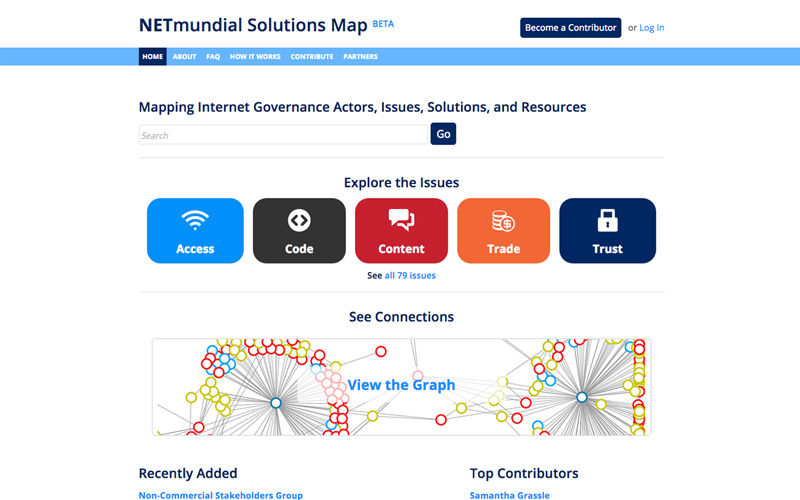 NETmundial Solutions Map BETA
Become a Contributor or Log In
HOME ABOUT FAQ HOW IT WORKS CONTRIBUTE PARTNERS
Mapping Internet Governance Actors, Issues, Solutions, and Resources
Search Go
Explore the Issues
Access Code Content Trade Trust
See all 79 issues
See Connections
View the Graph
Recently Added Top Contributors
Non-Commercial Stakeholders Group Samantha Grassle